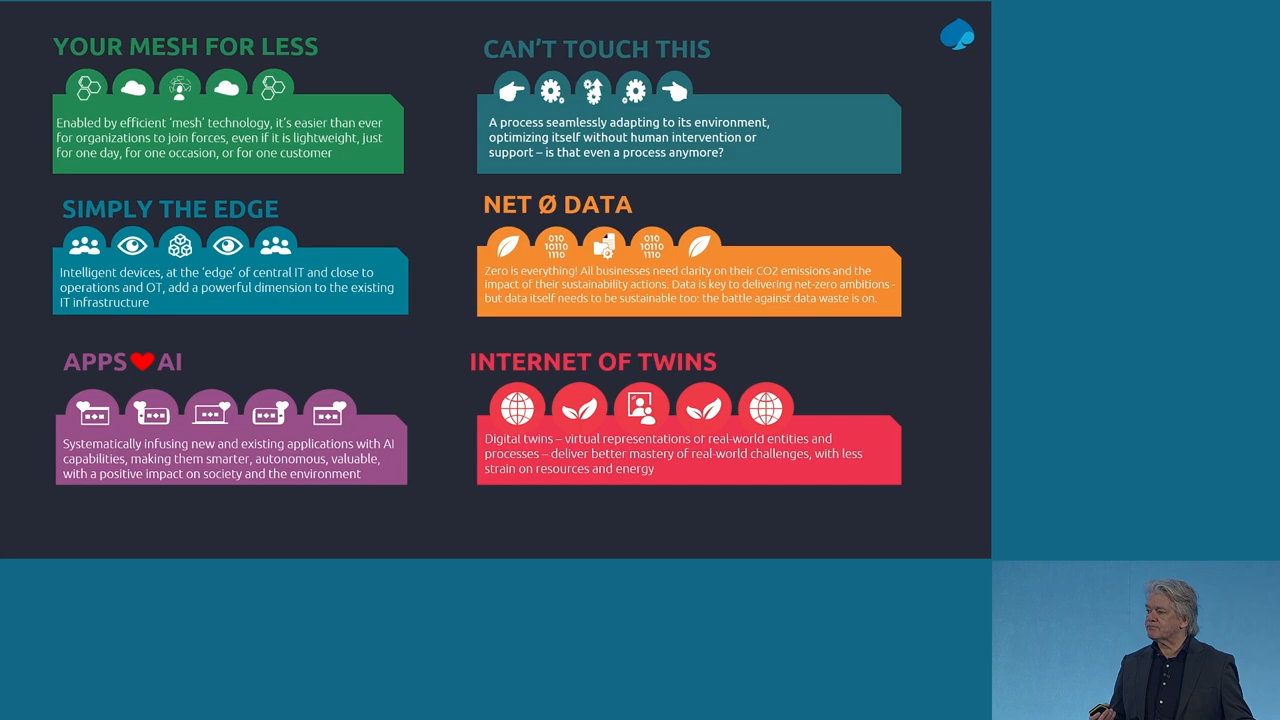 YOUR MESH FOR LESS
Enabled by efficient ‘mesh’ technology, it’s easier than ever
for organizations to join forces, even if it is lightweight, just
for one day, for one occasion, or for one customer
CAN’T TOUCH THIS
A process seamlessly adapting to its environment,
optimizing itself without human intervention or
support – is that even a process anymore?
SIMPLY THE EDGE
Intelligent devices, at the ‘edge’ of central IT and close to
operations and OT, add a powerful dimension to the existing
IT infrastructure
NET Ø DATA
010
10110
1110
010
10110
1110
Zero is everything! All businesses need clarity on their CO2 emissions and the
impact of their sustainability actions. Data is key to delivering net-zero ambitions -
but data itself needs to be sustainable too: the battle against data waste is on.
APPS❤AI
Systematically infusing new and existing applications with AI
capabilities, making them smarter, autonomous, valuable,
with a positive impact on society and the environment
INTERNET OF TWINS
Digital twins – virtual representations of real-world entities and
processes – deliver better mastery of real-world challenges, with less
strain on resources and energy